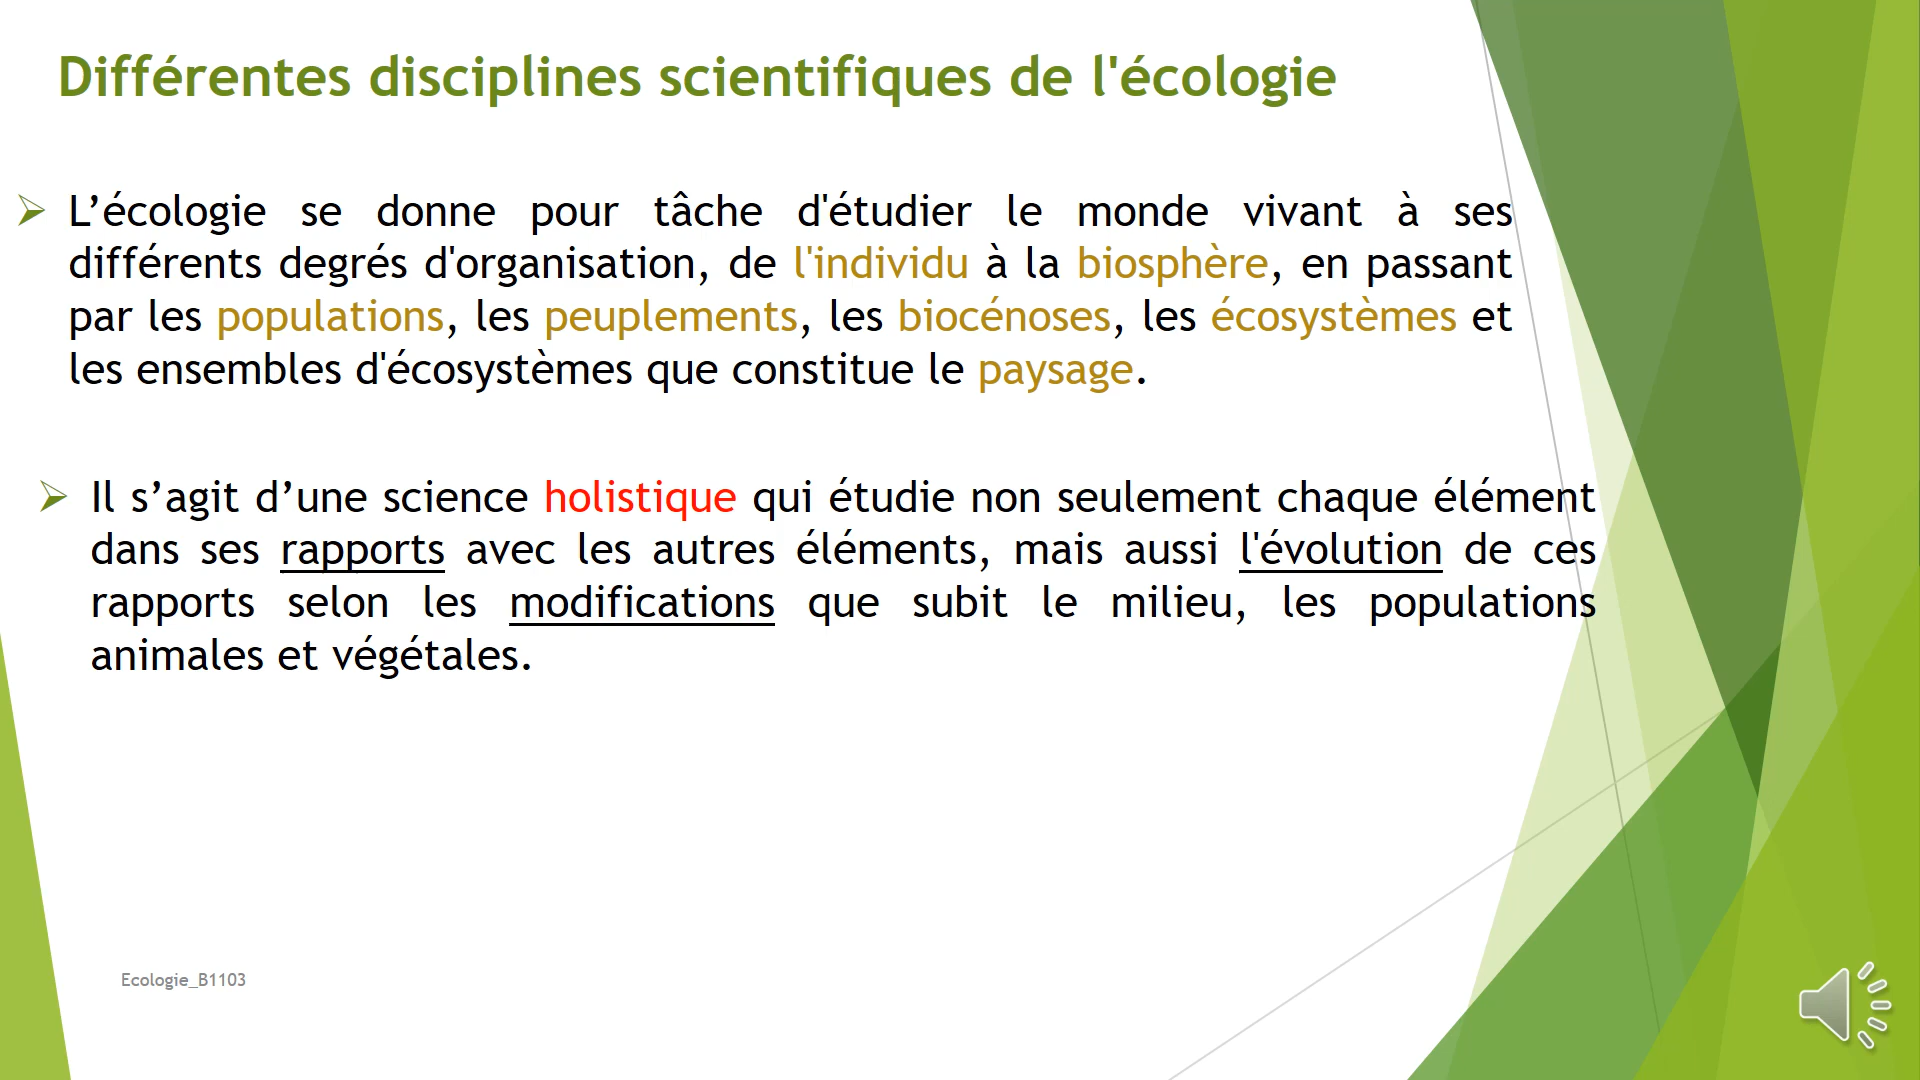 Différentes disciplines scientifiques de l'écologie
L’écologie se donne pour tâche d'étudier le monde vivant à ses
différents degrés d'organisation, de l'individu à la biosphère, en passant
par les populations, les peuplements, les biocénoses, les écosystèmes et
les ensembles d'écosystèmes que constitue le paysage.
Il s’agit d’une science holistique qui étudie non seulement chaque élément
dans ses rapports avec les autres éléments, mais aussi l'évolution de ces
rapports selon les modifications que subit le milieu, les populations
animales et végétales.
Ecologie_B1103